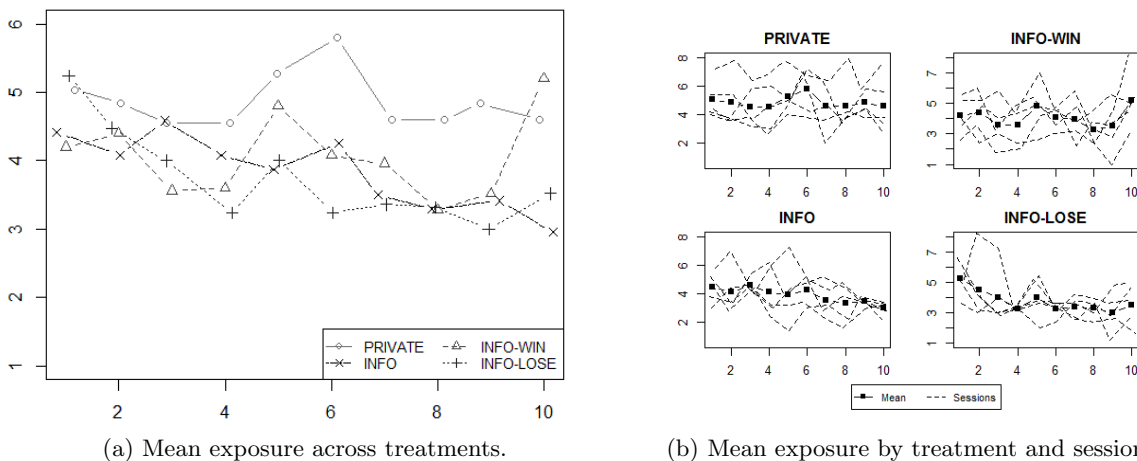 6
5
4
3
2
1
PRIVATE INFO-WIN
INFO INFO-LOSE
2 4 6 8 10
(a) Mean exposure across treatments.
PRIVATE INFO-WIN
8
6
4
2
7
5
3
1
2 4 6 8 10 2 4 6 8 10
INFO INFO-LOSE
8
6
4
2
7
5
3
1
2 4 6 8 10 2 4 6 8 10
Mean Sessions
(b) Mean exposure by treatment and session